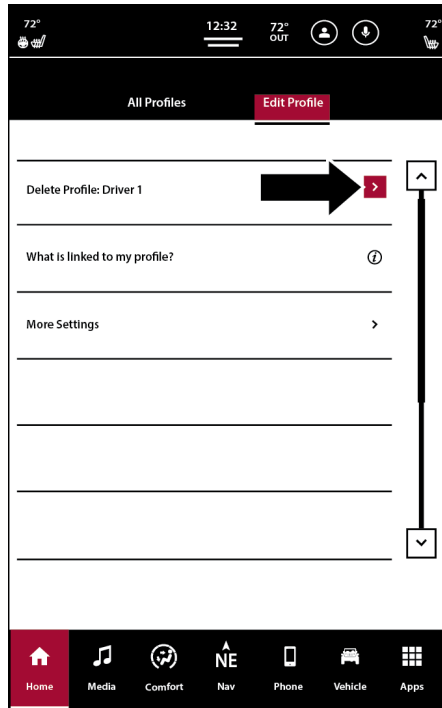 72°
12:32
72°
OUT
72°
All Profiles
Edit Profile
Delete Profile: Driver 1
What is linked to my profile?
i
More Settings
NE
Home
Media
Comfort
Nav
Phone
Vehicle
Apps